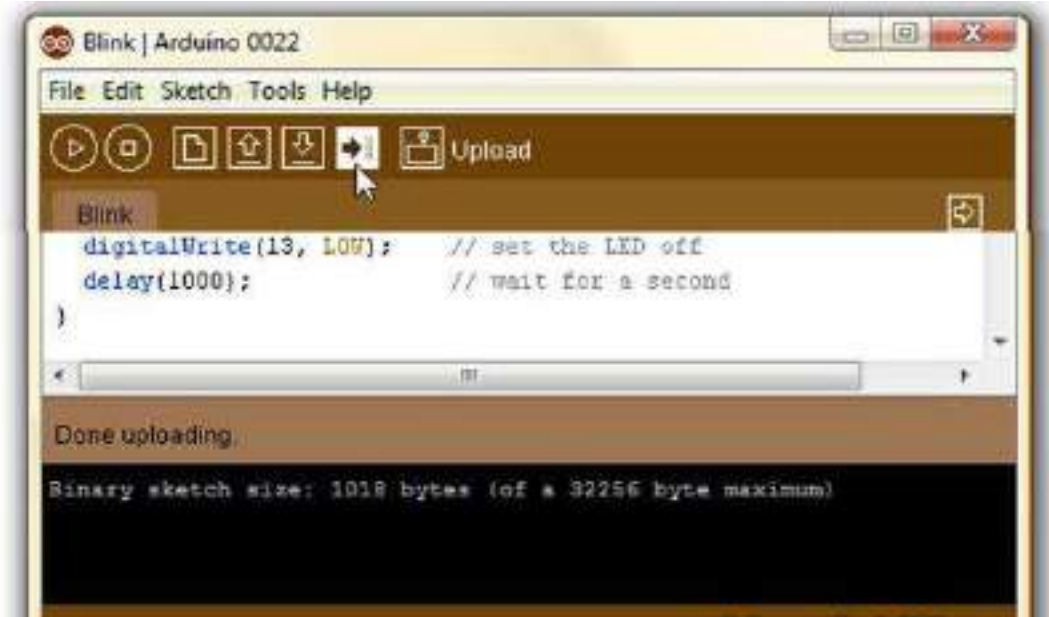 Blink | Arduino 0022
File Edit Sketch Tools Help
Upload
Blink
digitalWrite(13, LOW); // set the LED off
delay(1000); // wait for a second
}
Done uploading.
Binary sketch size: 1018 bytes (of a 32256 byte maximum)